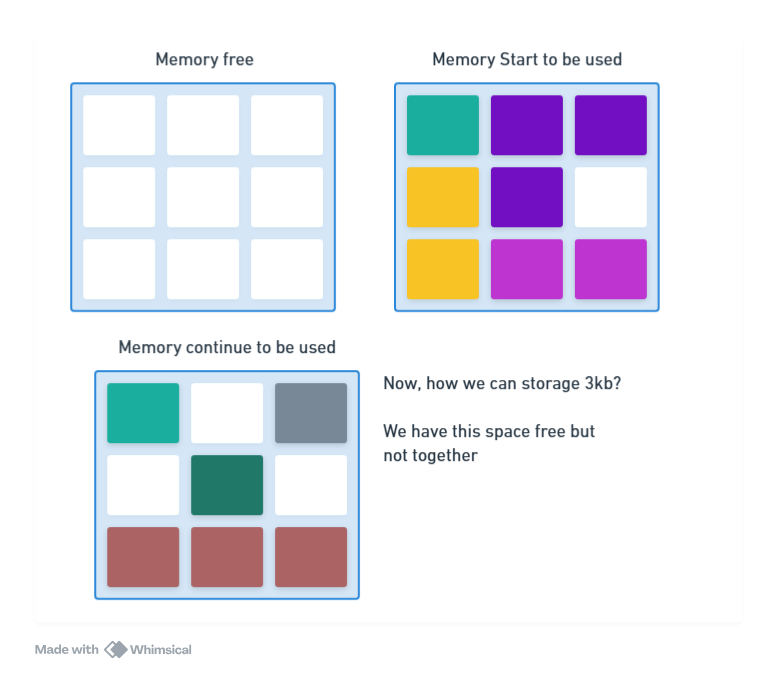 Memory free
Memory Start to be used
Memory continue to be used
Now, how we can storage 3kb?
We have this space free but
not together
Made with Whimsical